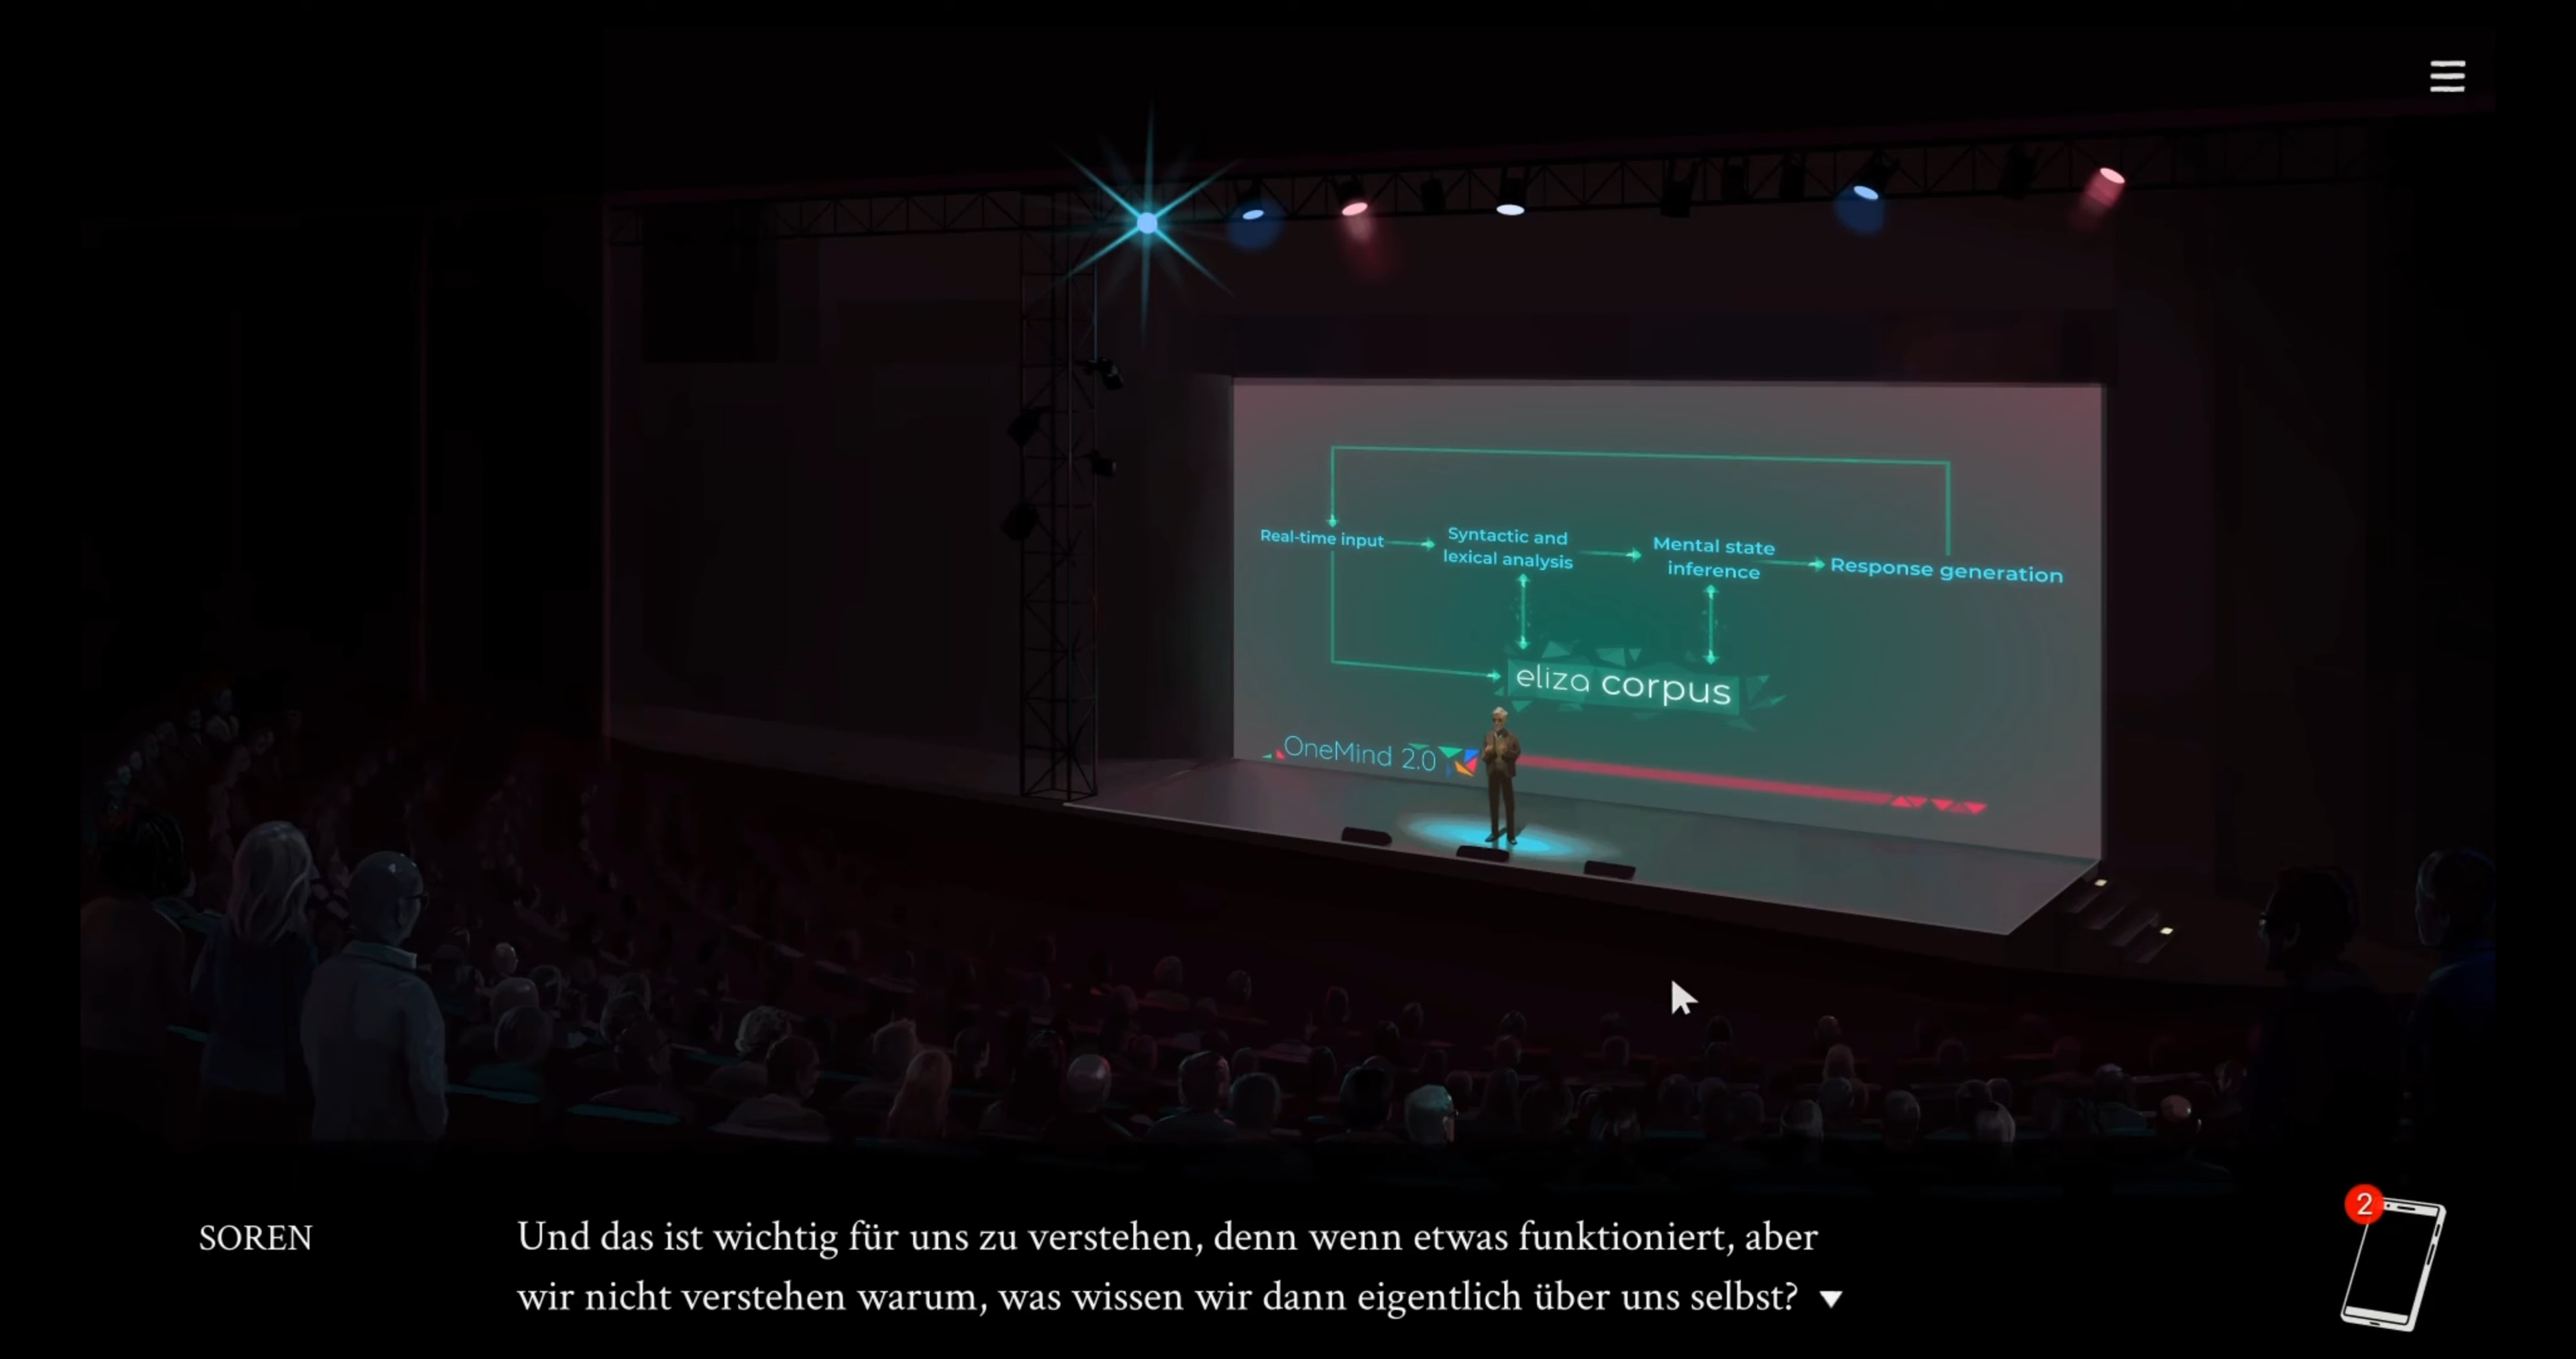 Real-time input
Syntactic and
lexical analysis
Mental state
inference
Response generation
eliza corpus
OneMind 2.0
SOREN
Und das ist wichtig für uns zu verstehen, denn wenn etwas funktioniert, aber
wir nicht verstehen warum, was wissen wir dann eigentlich über uns selbst?
2